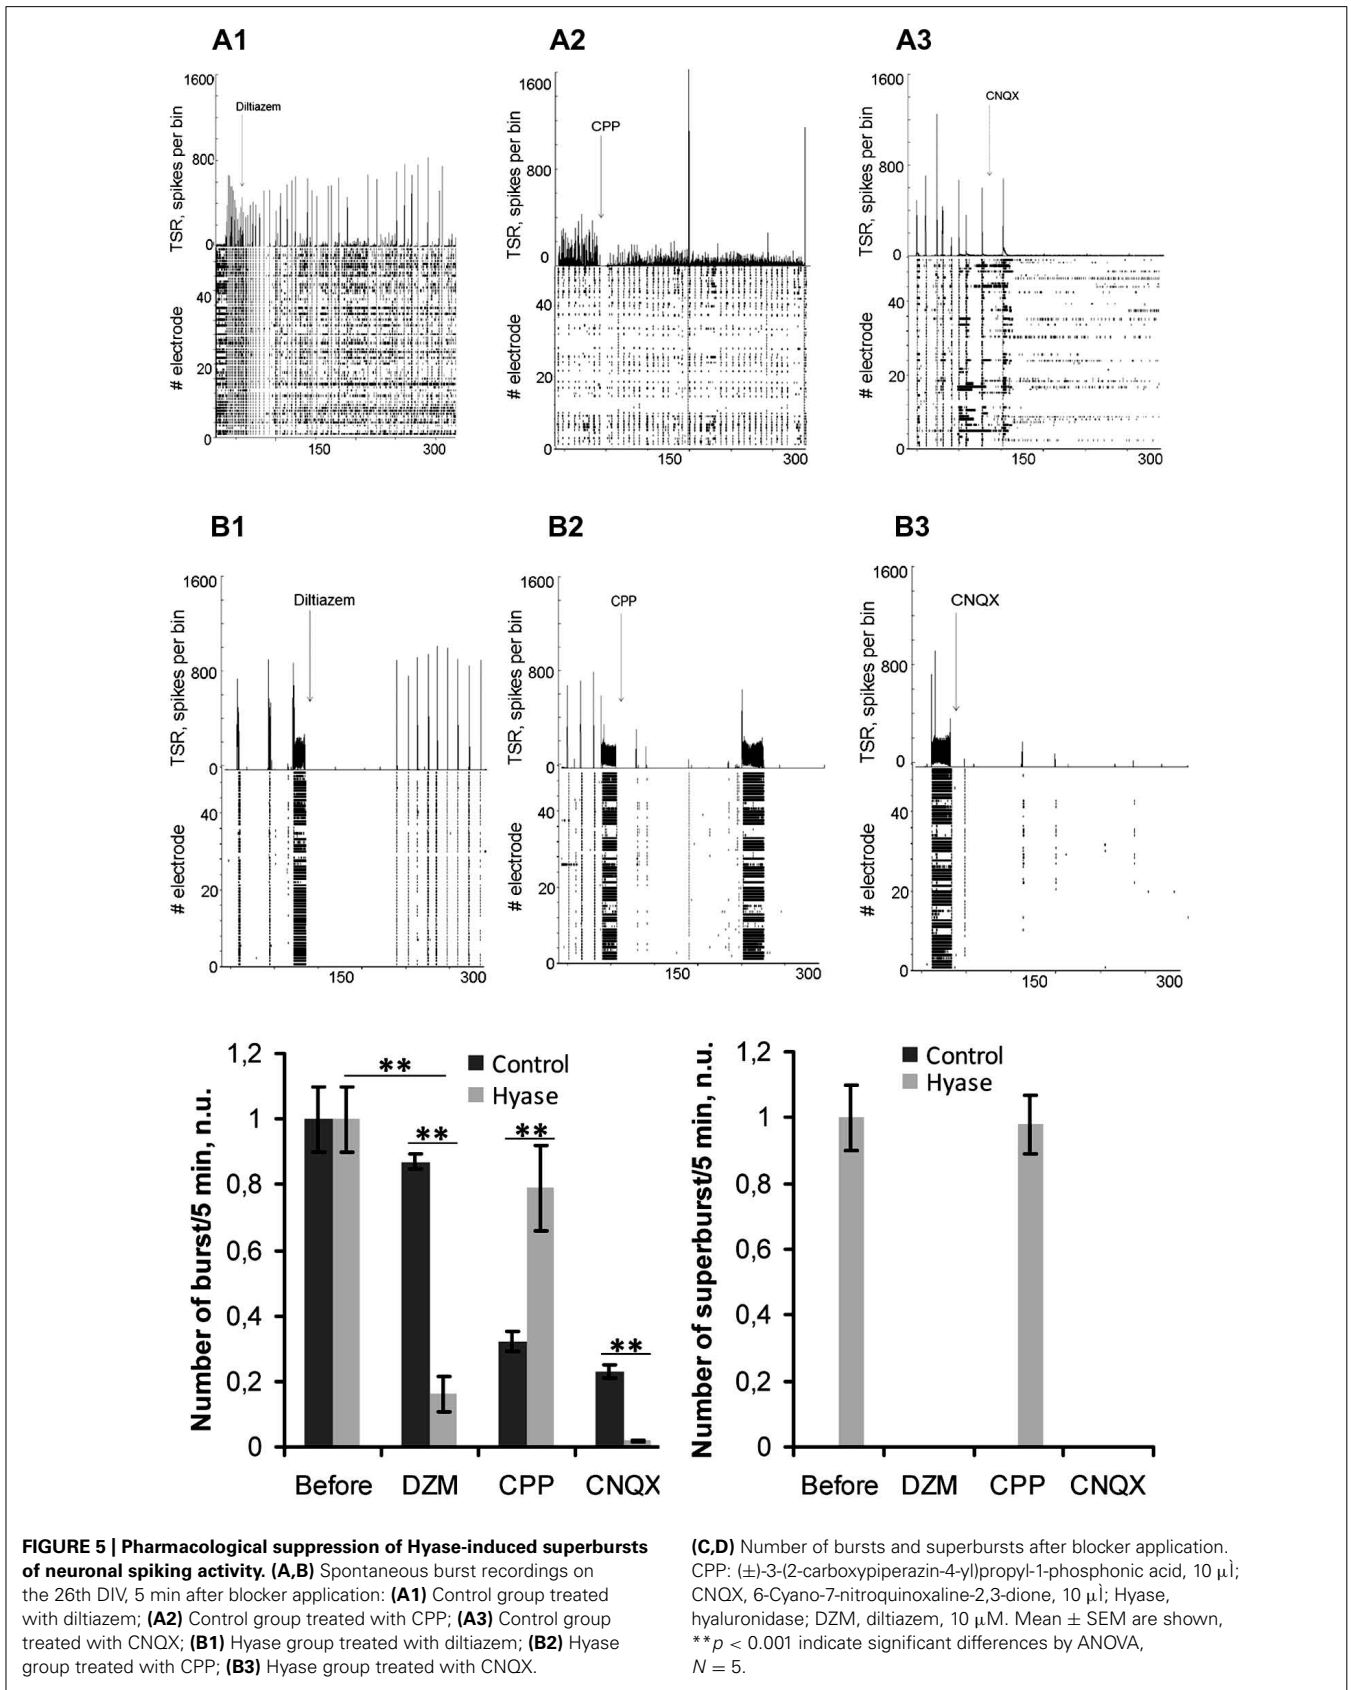 A1
A2
A3
1600
800
0
TSR, spikes per bin
Diltiazem
40
20
0
# electrode
150
300
1600
800
0
TSR, spikes per bin
CPP
40
20
0
# electrode
150
300
1600
800
0
TSR, spikes per bin
CNQX
40
20
0
# electrode
150
300
B1
B2
B3
1600
800
0
TSR, spikes per bin
Diltiazem
40
20
0
# electrode
150
300
1600
800
0
TSR, spikes per bin
CPP
40
20
0
# electrode
150
300
1600
800
0
TSR, spikes per bin
CNQX
40
20
0
# electrode
150
300
Number of burst/5 min, n.u.
1,2
1
0,8
0,6
0,4
0,2
0
**
**
**
**
Control
Hyase
Before DZM CPP CNQX
Number of superburst/5 min, n.u.
1,2
1
0,8
0,6
0,4
0,2
0
Control
Hyase
Before DZM CPP CNQX
FIGURE 5 | Pharmacological suppression of Hyase-induced superbursts
of neuronal spiking activity. (A,B) Spontaneous burst recordings on
the 26th DIV, 5 min after blocker application: (A1) Control group treated
with diltiazem; (A2) Control group treated with CPP; (A3) Control group
treated with CNQX; (B1) Hyase group treated with diltiazem; (B2) Hyase
group treated with CPP; (B3) Hyase group treated with CNQX.
(C,D) Number of bursts and superbursts after blocker application.
CPP: (±)-3-(2-carboxypiperazin-4-yl)propyl-1-phosphonic acid, 10 μÌ;
CNQX, 6-Cyano-7-nitroquinoxaline-2,3-dione, 10 μÌ; Hyase,
hyaluronidase; DZM, diltiazem, 10 μM. Mean ± SEM are shown,
**p < 0.001 indicate significant differences by ANOVA,
N = 5.